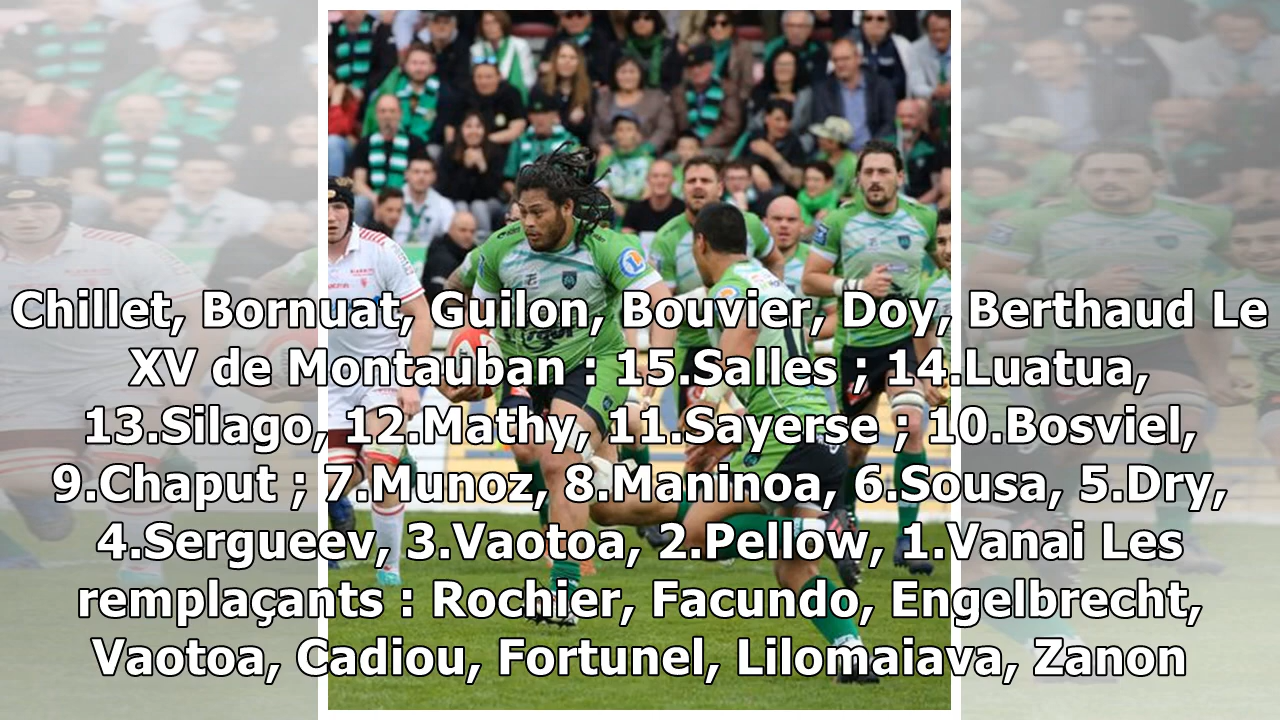 Chillet, Bornuat, Guilon, Bouvier, Doy, Berthaud Le
XV de Montauban : 15.Salles ; 14.Luatua,
13.Silago, 12.Mathy, 11.Sayerse ; 10.Bosviel,
9.Chaput ; 7.Munoz, 8.Maninoa, 6.Sousa, 5.Dry,
4.Sergueev, 3.Vaotoa, 2.Pellow, 1.Vanai Les
remplaçants : Rochier, Facundo, Engelbrecht,
Vaotoa, Cadiou, Fortunel, Lilomaiava, Zanon